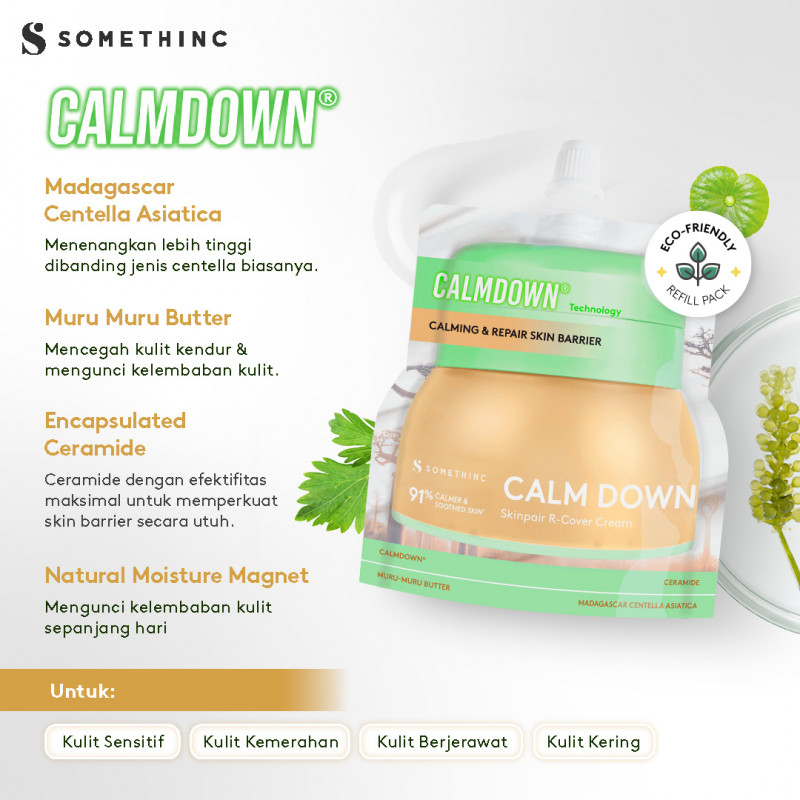 SOMETHINC
CALMDOWN®
Madagascar
Centella Asiatica
Menenangkan lebih tinggi
dibanding jenis centella biasanya.
Muru Muru Butter
Mencegah kulit kendur &
mengunci kelembaban kulit.
Encapsulated
Ceramide
Ceramide dengan efektifitas
maksimal untuk memperkuat
skin barrier secara utuh.
Natural Moisture Magnet
Mengunci kelembaban kulit
sepanjang hari
ECO-FRIENDLY
REFILL PACK
CALMDOWN®
Technology
CALMING & REPAIR SKIN BARRIER
SOMETHINC
91% CALMER &
SOOTHED SKIN*
CALM DOWN
Skinpair R-Cover Cream
CALMDOWN®
MURU-MURU BUTTER
CERAMIDE
MADAGASCAR CENTELLA ASIATICA
Untuk:
Kulit Sensitif
Kulit Kemerahan
Kulit Berjerawat
Kulit Kering